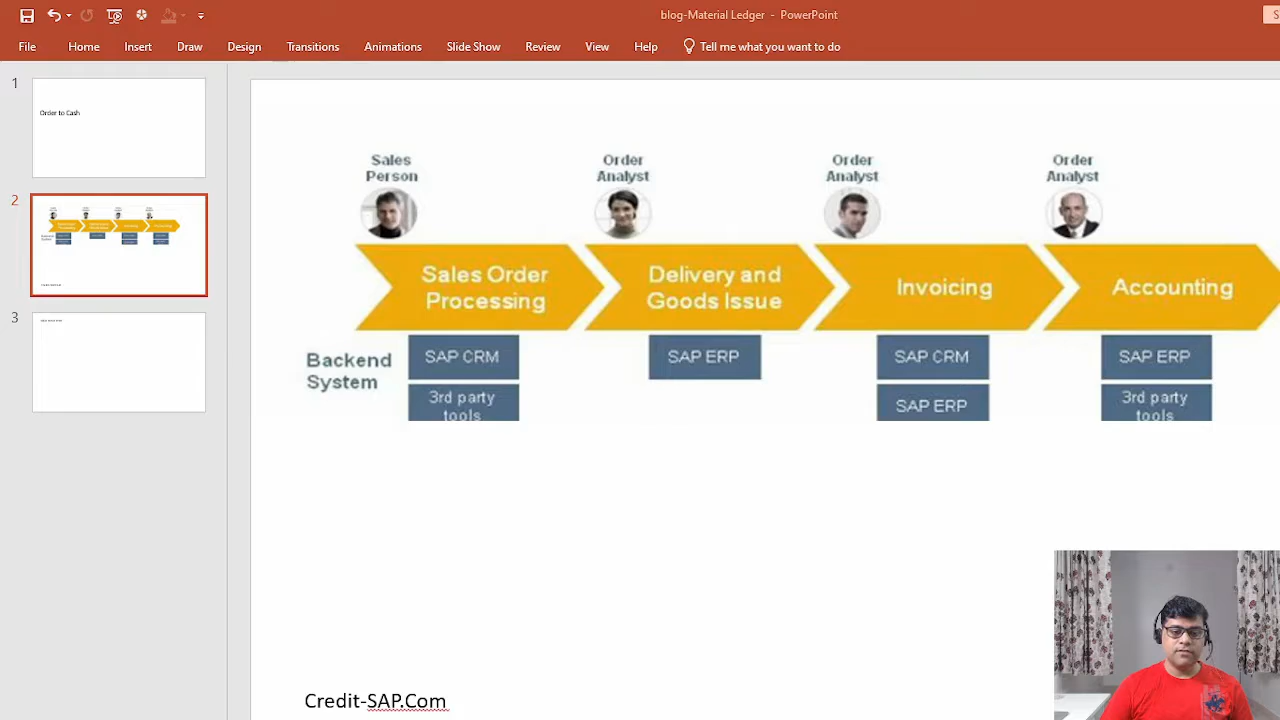 blog-Material Ledger - PowerPoint
File Home Insert Draw Design Transitions Animations Slide Show Review View Help Tell me what you want to do
1
Order to Cash
2
3
Sales
Person
Order
Analyst
Order
Analyst
Order
Analyst
Sales Order
Processing
Delivery and
Goods Issue
Invoicing
Accounting
Backend
System
SAP CRM
3rd party
tools
SAP ERP
SAP CRM
SAP ERP
SAP ERP
3rd party
tools
Credit-SAP.Com